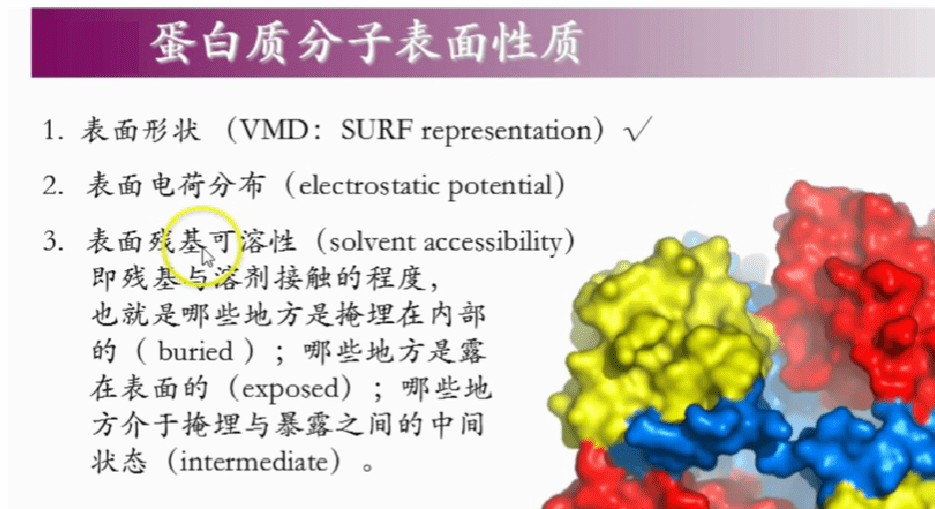 蛋白质分子表面性质
1. 表面形状 （VMD：SURF representation）√
2. 表面电荷分布（electrostatic potential）
3. 表面残基可溶性（solvent accessibility）
即残基与溶剂接触的程度，
也就是哪些地方是掩埋在内部
的（ buried ）；哪些地方是露
在表面的（exposed）；哪些地
方介于掩埋与暴露之间的中间
状态（intermediate）。